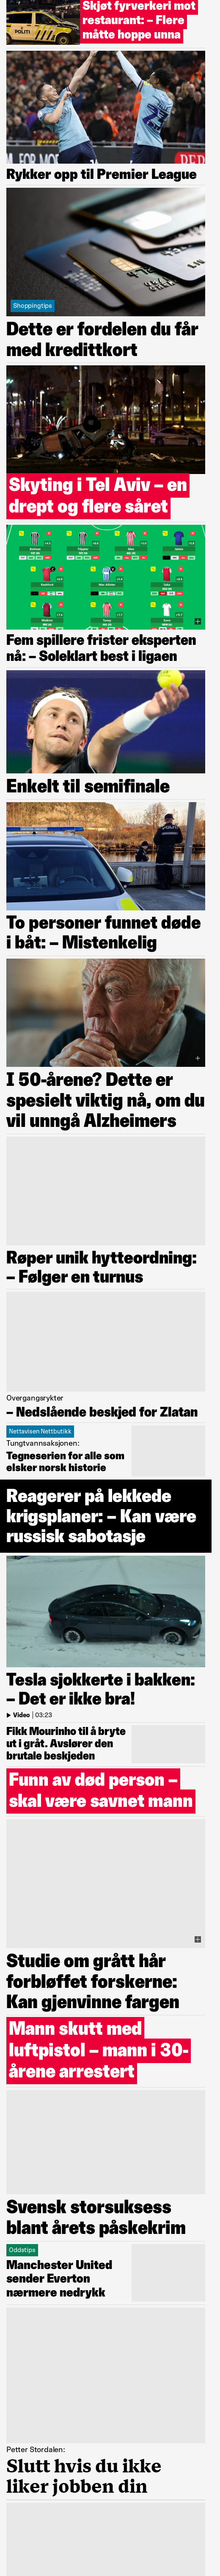 Skjøt fyrverkeri mot
restaurant: – Flere
måtte hoppe unna
POLITI
Rykker opp til Premier League
Shoppingtips
Dette er fordelen du får
med kredittkort
Skyting i Tel Aviv – en
drept og flere såret
Fem spillere frister eksperten
nå: – Soleklart best i ligaen
Enkelt til semifinale
To personer funnet døde
i båt: – Mistenkelig
I 50-årene? Dette er
spesielt viktig nå, om du
vil unngå Alzheimers
Røper unik hytteordning:
– Følger en turnus
Overgangsrykter
– Nedslående beskjed for Zlatan
Nettavisen Nettbutikk
Tungtvannsaksjonen:
Tegneserien for alle som
elsker norsk historie
Reagerer på lekkede
krigsplaner: – Kan være
russisk sabotasje
Tesla sjokkerte i bakken:
– Det er ikke bra!
Video | 03:23
Fikk Mourinho til å bryte
ut i gråt. Avslører den
brutale beskjeden
Funn av død person –
skal være savnet mann
Studie om grått hår
forbløffet forskerne:
Kan gjenvinne fargen
Mann skutt med
luftpistol – mann i 30-
årene arrestert
Svensk storsuksess
blant årets påskekrim
Oddstips
Manchester United
sender Everton
nærmere nedrykk
Petter Stordalen:
Slutt hvis du ikke
liker jobben din